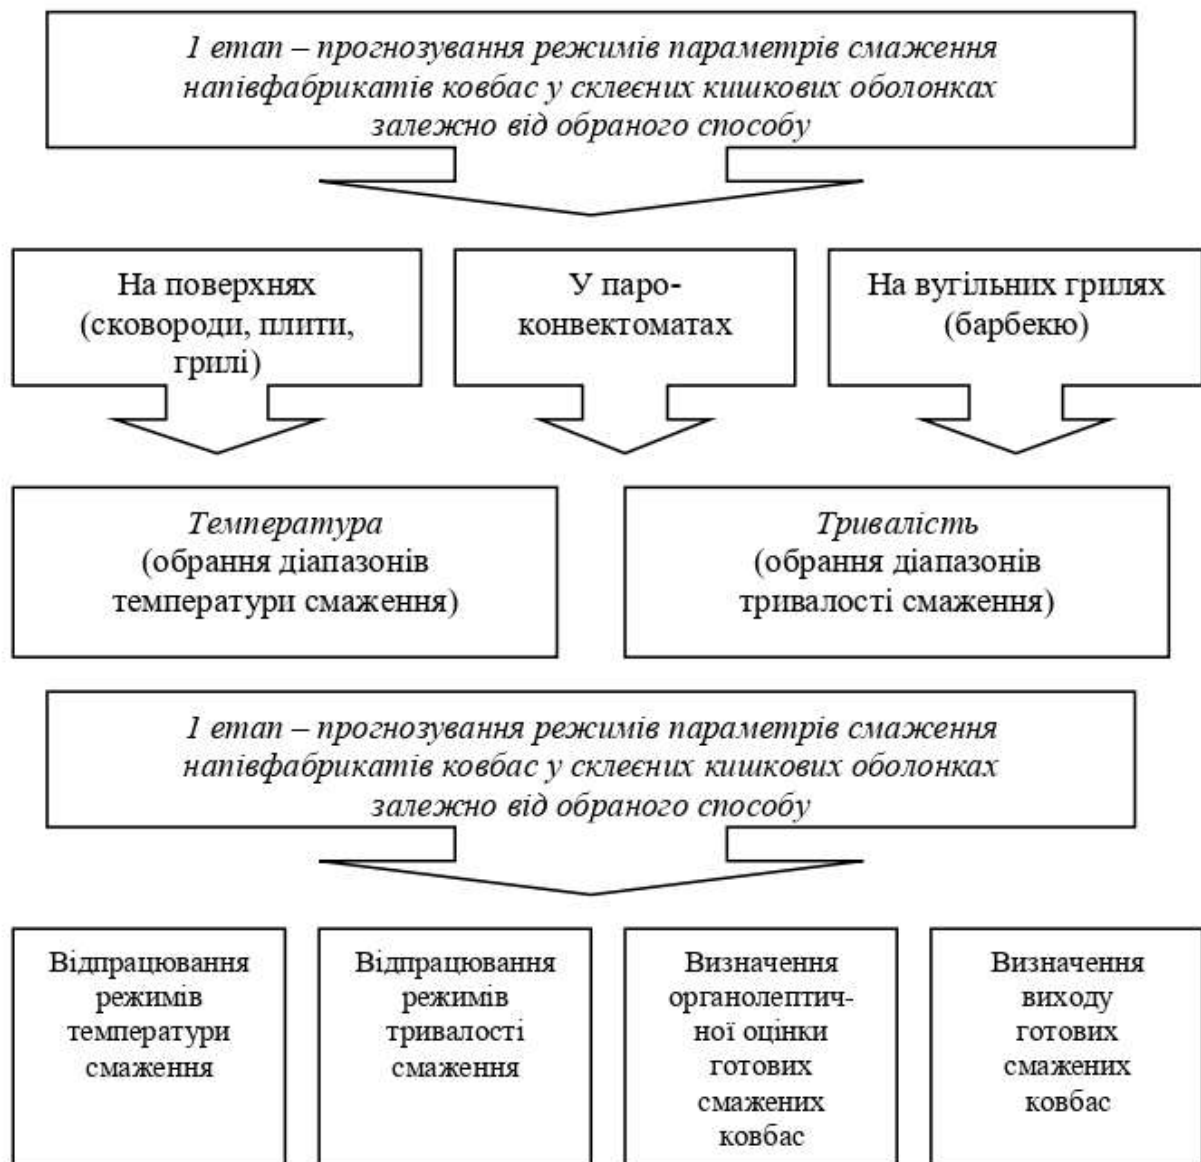 1 етап – прогнозування режимів параметрів смаження
напівфабрикатів ковбас у склеєних кишкових оболонках
залежно від обраного способу
На поверхнях
(сковороди, плити,
грилі)
У паро-
конвектоматах
На вугільних грилях
(барбекю)
Температура
(обрання діапазонів
температури смаження)
Тривалість
(обрання діапазонів
тривалості смаження)
1 етап – прогнозування режимів параметрів смаження
напівфабрикатів ковбас у склеєних кишкових оболонках
залежно від обраного способу
Відпрацювання
режимів
температури
смаження
Відпрацювання
режимів
тривалості
смаження
Визначення
органолептич-
ної оцінки
готових
смажених
ковбас
Визначення
виходу
готових
смажених
ковбас